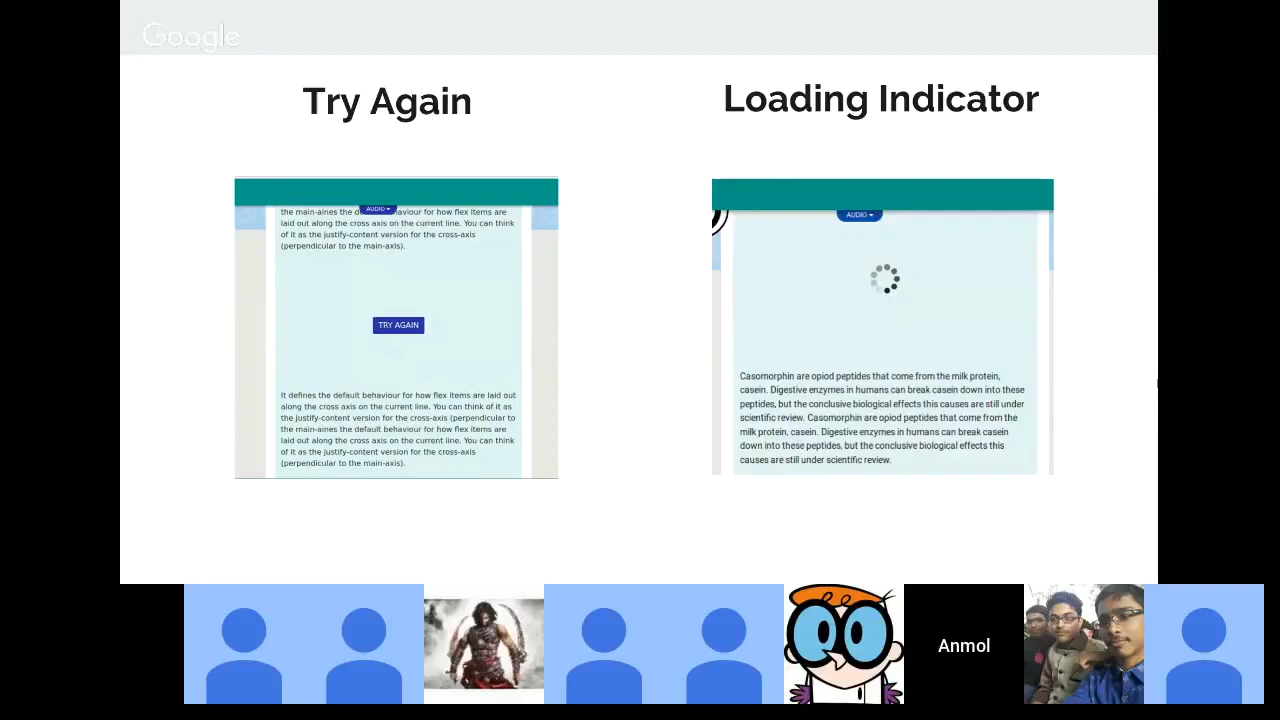 Google
Try Again
Loading Indicator
AUDIO
the main-aines the de haviour for how flex items are
laid out along the cross axis on the current line. You can think
of it as the justify-content version for the cross-axis
(perpendicular to the main-axis).
TRY AGAIN
It defines the default behaviour for how flex items are laid out
along the cross axis on the current line. You can think of it as
the justify-content version for the cross-axis (perpendicular to
the main-aines the default behaviour for how flex items are
laid out along the cross axis on the current line. You can think
of it as the justify-content version for the cross-axis
(perpendicular to the main-axis).
AUDIO
Casomorphin are opiod peptides that come from the milk protein,
casein. Digestive enzymes in humans can break casein down into these
peptides, but the conclusive biological effects this causes are still under
scientific review. Casomorphin are opiod peptides that come from the
milk protein, casein. Digestive enzymes in humans can break casein
down into these peptides, but the conclusive biological effects this
causes are still under scientific review.
Anmol